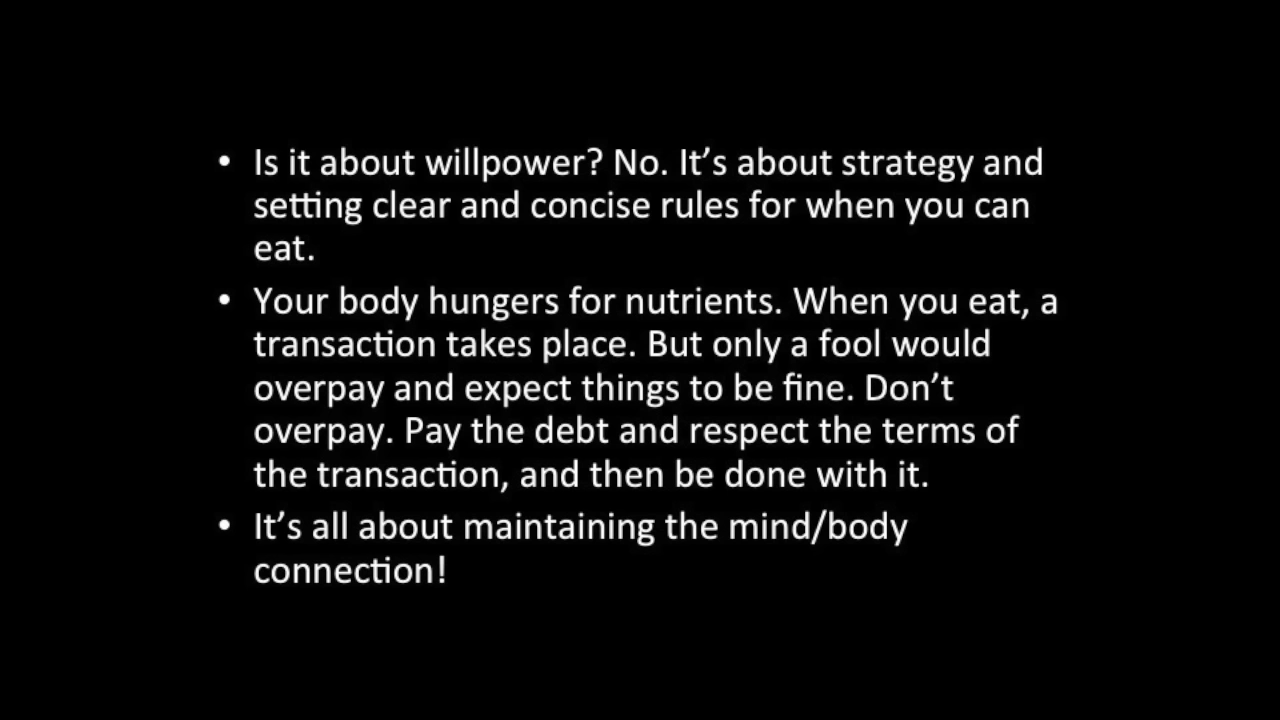 • Is it about willpower? No. It’s about strategy and
setting clear and concise rules for when you can
eat.
• Your body hungers for nutrients. When you eat, a
transaction takes place. But only a fool would
overpay and expect things to be fine. Don’t
overpay. Pay the debt and respect the terms of
the transaction, and then be done with it.
• It’s all about maintaining the mind/body
connection!